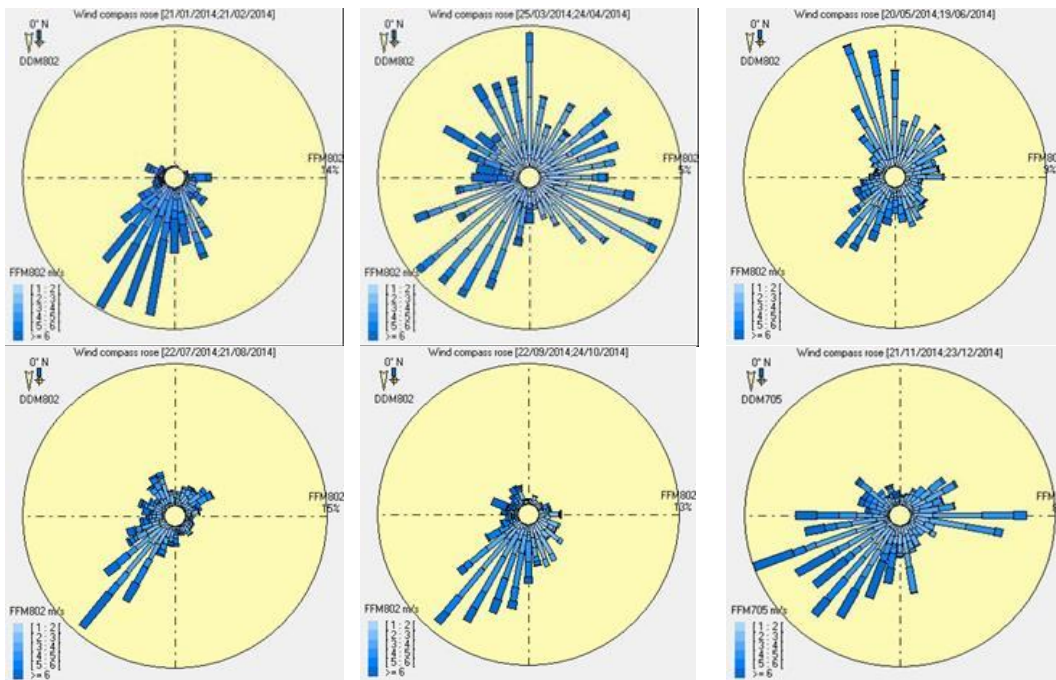 Wind compass rose [21/01/2014;21/02/2014]
0° N
DDM802
FFM802
14%
FFM802 m/s
[ 1 : 2 [
[ 2 : 3 [
[ 3 : 4 [
[ 4 : 5 [
[ 5 : 6 [
>= 6
Wind compass rose [25/03/2014;24/04/2014]
0° N
DDM802
FFM802
5%
FFM802 m/s
[ 1 : 2 [
[ 2 : 3 [
[ 3 : 4 [
[ 4 : 5 [
[ 5 : 6 [
>= 6
Wind compass rose [20/05/2014;19/06/2014]
0° N
DDM802
FFM80
9%
FFM802 m/s
[ 1 : 2 [
[ 2 : 3 [
[ 3 : 4 [
[ 4 : 5 [
[ 5 : 6 [
>= 6
Wind compass rose [22/07/2014;21/08/2014]
0° N
DDM802
FFM802
15%
FFM802 m/s
[ 1 : 2 [
[ 2 : 3 [
[ 3 : 4 [
[ 4 : 5 [
[ 5 : 6 [
>= 6
Wind compass rose [22/09/2014;24/10/2014]
0° N
DDM802
FFM802
13%
FFM802 m/s
[ 1 : 2 [
[ 2 : 3 [
[ 3 : 4 [
[ 4 : 5 [
[ 5 : 6 [
>= 6
Wind compass rose [21/11/2014;23/12/2014]
0° N
DDM705
FFM
FFM705 m/s
[ 1 : 2 [
[ 2 : 3 [
[ 3 : 4 [
[ 4 : 5 [
[ 5 : 6 [
>= 6